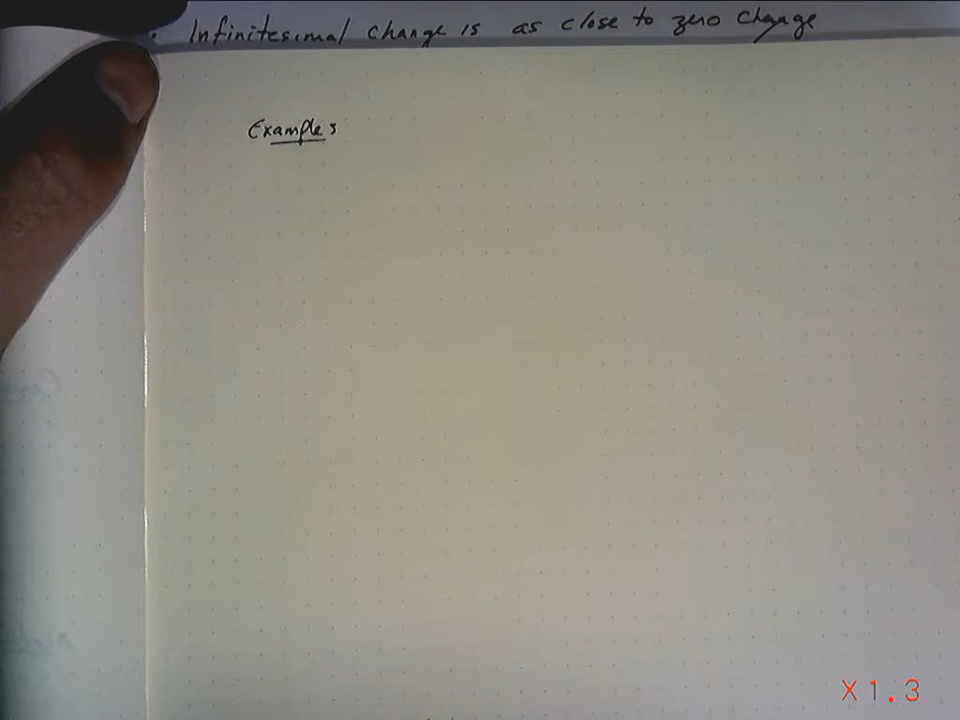 • Infinitesimal change is as close to zero change
Examples
X1.3